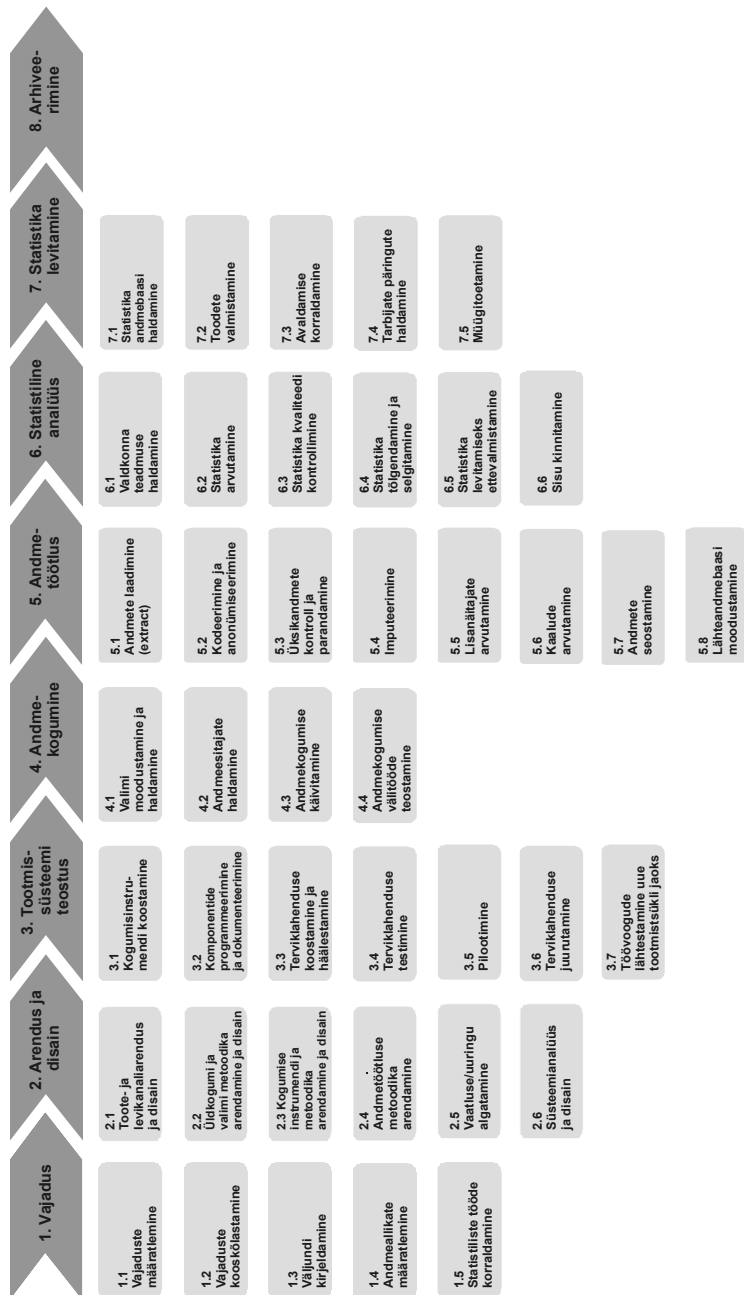 1. Vajadus
1.1
Vajaduste
määratlemine
1.2
Vajaduste
kooskõlastamine
1.3
Väljundi
kirjeldamine
1.4
Andmeallikate
määratlemine
1.5
Statistiliste tööde
korraldamine
2. Arendus ja
disain
2.1
Toote- ja
levikanaliarendus
ja disain
2.2
Üldkogumi ja
valimi metoodika
arendamine ja disain
2.3 Kogumise
instrumendi ja
metoodika
arendamine ja disain
2.4
Andmetöötluse
metoodika
arendamine
2.5
Vaatluse/uuringu
algatamine
2.6
Süsteemianalüüs
ja disain
3. Tootmis-
süsteemi
teostus
3.1
Kogumisinstru-
mendi koostamine
3.2
Komponentide
programmeerimine
ja dokumenteerimine
3.3
Terviklahenduse
koostamine ja
häälestamine
3.4
Terviklahenduse
testimine
3.5
Pilootimine
3.6
Terviklahenduse
juurutamine
3.7
Töövoogude
lähtestamine uue
tootmistsükli jaoks
4. Andme-
kogumine
4.1
Valimi
moodustamine ja
haldamine
4.2
Andmeesitajate
haldamine
4.3
Andmekogumise
käivitamine
4.4
Andmekogumise
välitööde
teostamine
5. Andme-
töötlus
5.1
Andmete laadimine
(extract)
5.2
Kodeerimine ja
anonümiseerimine
5.3
Üksikandmete
kontroll ja
parandamine
5.4
Imputeerimine
5.5
Lisanäitajate
arvutamine
5.6
Kaalude
arvutamine
5.7
Andmete
seostamine
5.8
Lähteandmebaasi
moodustamine
6. Statistiline
analüüs
6.1
Valdkonna
teadmuse
haldamine
6.2
Statistika
arvutamine
6.3
Statistika kvaliteedi
kontrollimine
6.4
Statistika
tõlgendamine ja
selgitamine
6.5
Statistika
levitamiseks
ettevalmistamine
6.6
Sisu kinnitamine
7. Statistika
levitamine
7.1
Statistika
andmebaasi
haldamine
7.2
Toodete
valmistamine
7.3
Avaldamise
korraldamine
7.4
Tarbijate päringute
haldamine
7.5
Müügitoetamine
8. Arhivee-
rimine